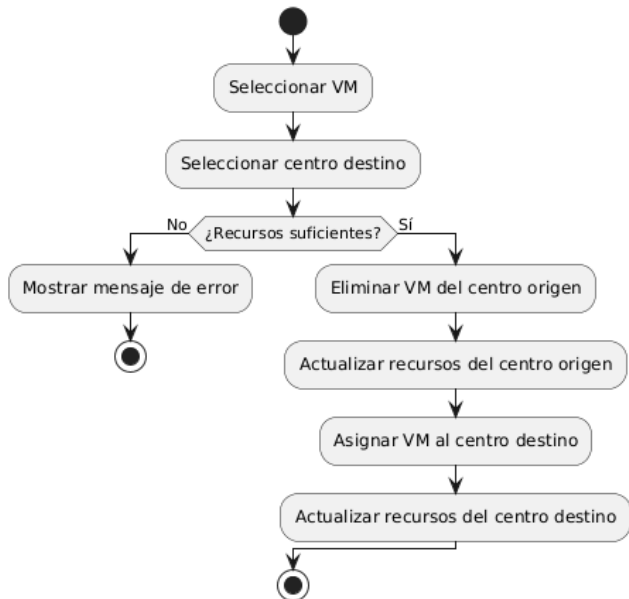 Seleccionar VM
Seleccionar centro destino
No
¿Recursos suficientes?
Sí
Mostrar mensaje de error
Eliminar VM del centro origen
Actualizar recursos del centro origen
Asignar VM al centro destino
Actualizar recursos del centro destino